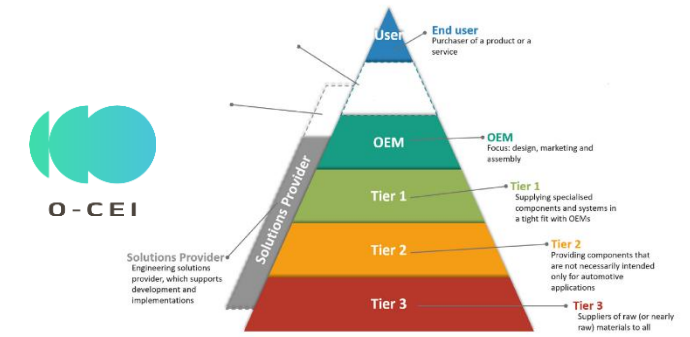 User
End user
Purchaser of a product or a
service
OEM
OEM
Focus: design, marketing and
assembly
O-CEI
Solutions Provider
Tier 1
Tier 1
Supplying specialised
components and systems in
a tight fit with OEMs
Solutions Provider
Engineering solutions
provider, which supports
development and
implementations
Tier 2
Tier 2
Providing components that
are not necessarily intended
only for automotive
applications
Tier 3
Tier 3
Suppliers of raw (or nearly
raw) materials to all